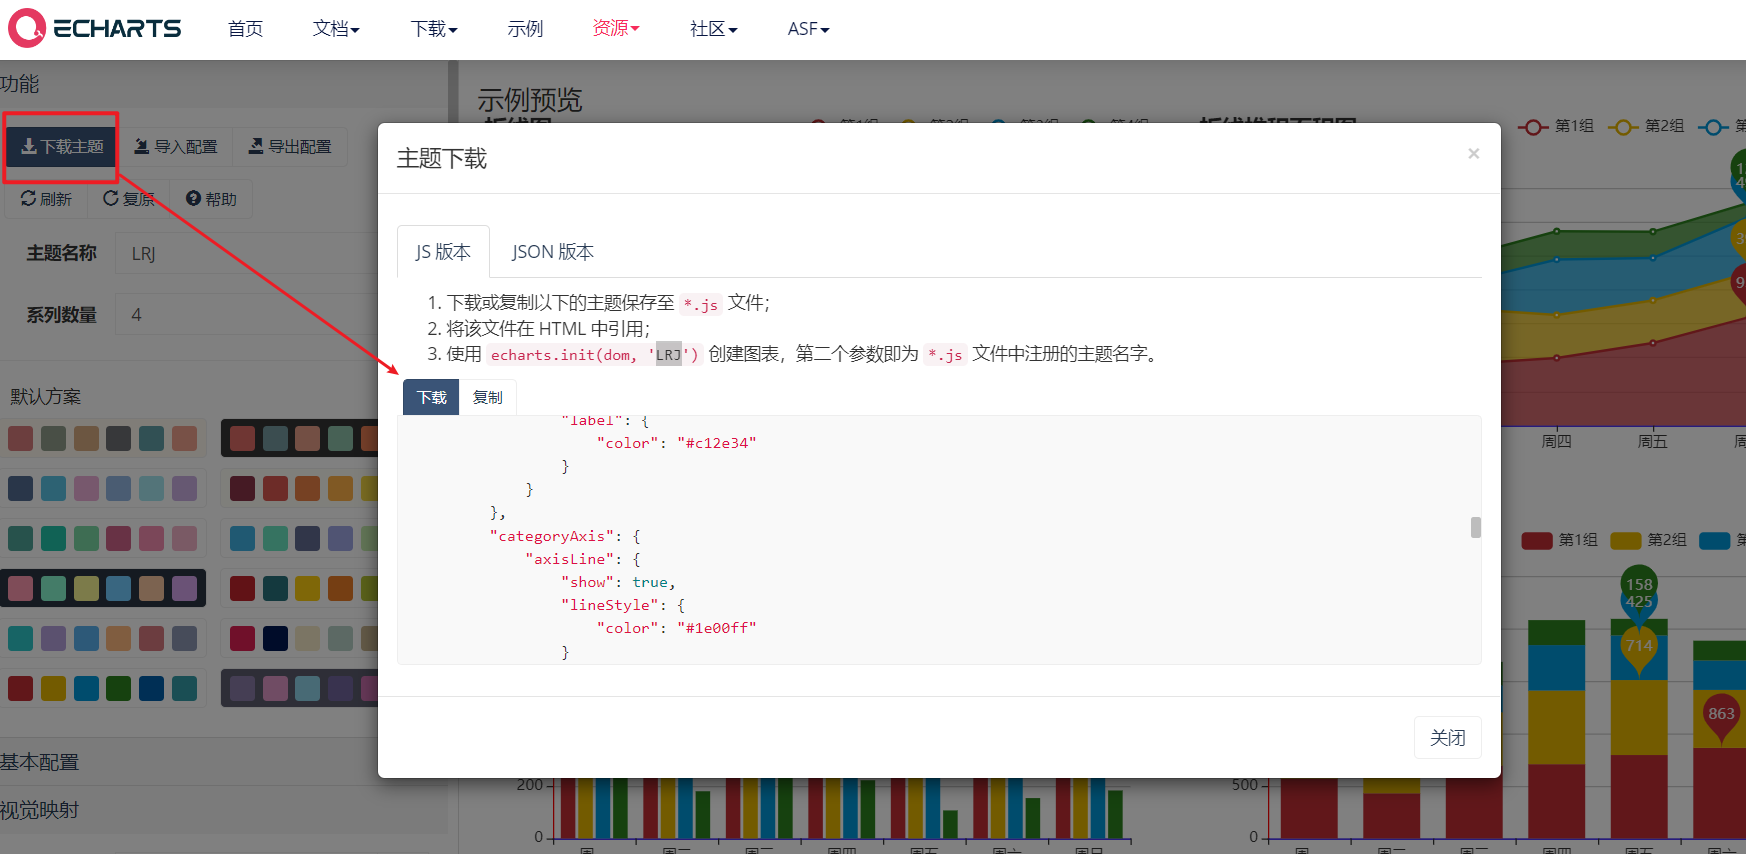 ECHARTS 首页 文档 下载 示例 资源 社区 ASF
功能
下载主题 导入配置 导出配置
刷新 复原 帮助
主题名称 LRJ
系列数量 4
默认方案
基本配置
视觉映射
示例预览
第1组 第2组
主题下载
×
JS 版本 JSON 版本
1. 下载或复制以下的主题保存至 *.js 文件；
2. 将该文件在 HTML 中引用；
3. 使用 echarts.init(dom, 'LRJ') 创建图表，第二个参数即为 *.js 文件中注册的主题名字。
下载 复制
"label": {
"color": "#c12e34"
}
}
},
"categoryAxis": {
"axisLine": {
"show": true,
"lineStyle": {
"color": "#1e00ff"
}
关闭
周四 周五
第1组 第2组
158
425
714
863
200
0
500
0